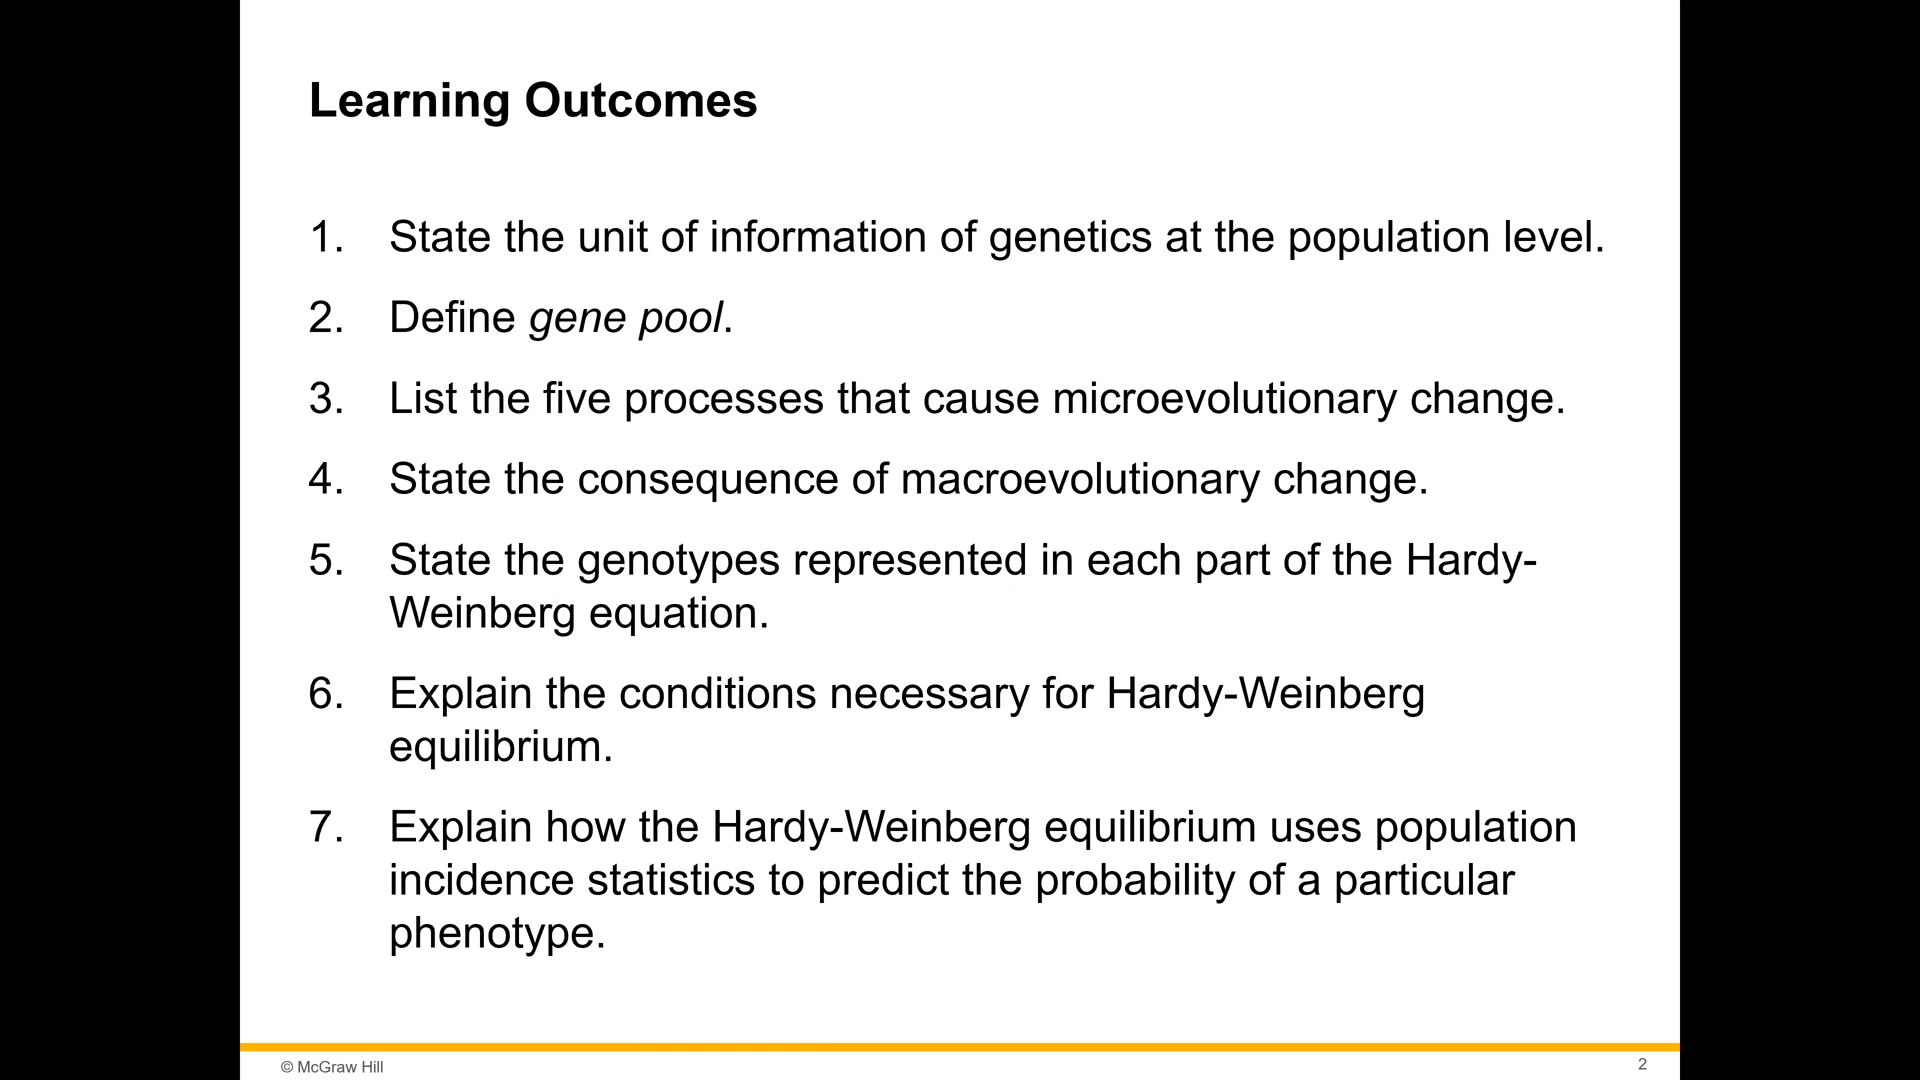 Learning Outcomes
1. State the unit of information of genetics at the population level.
2. Define gene pool.
3. List the five processes that cause microevolutionary change.
4. State the consequence of macroevolutionary change.
5. State the genotypes represented in each part of the Hardy-
Weinberg equation.
6. Explain the conditions necessary for Hardy-Weinberg
equilibrium.
7. Explain how the Hardy-Weinberg equilibrium uses population
incidence statistics to predict the probability of a particular
phenotype.
© McGraw Hill
2